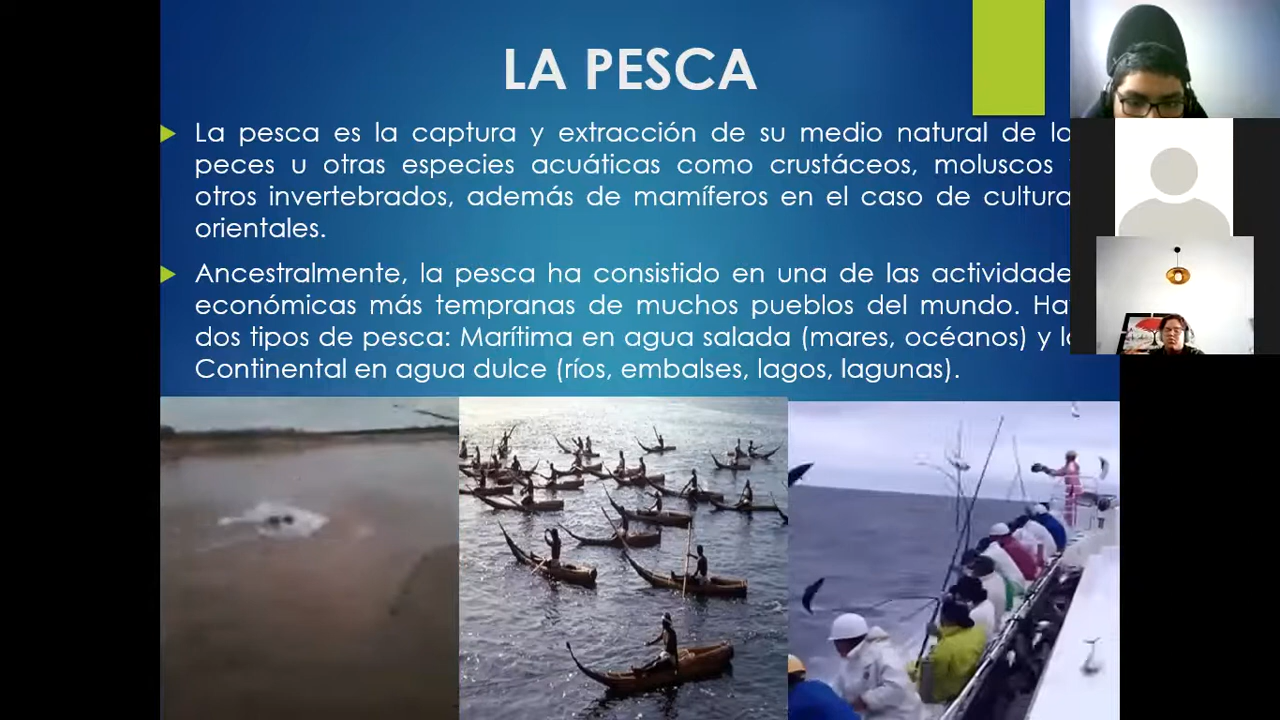 LA PESCA
La pesca es la captura y extracción de su medio natural de
peces u otras especies acuáticas como crustáceos, moluscos
otros invertebrados, además de mamíferos en el caso de
orientales.
Ancestralmente, la pesca ha consistido en una de las
económicas más tempranas de muchos pueblos del mundo.
dos tipos de pesca: Marítima en agua salada (mares, océanos) y
Continental en agua dulce (ríos, embalses, lagos, lagunas).